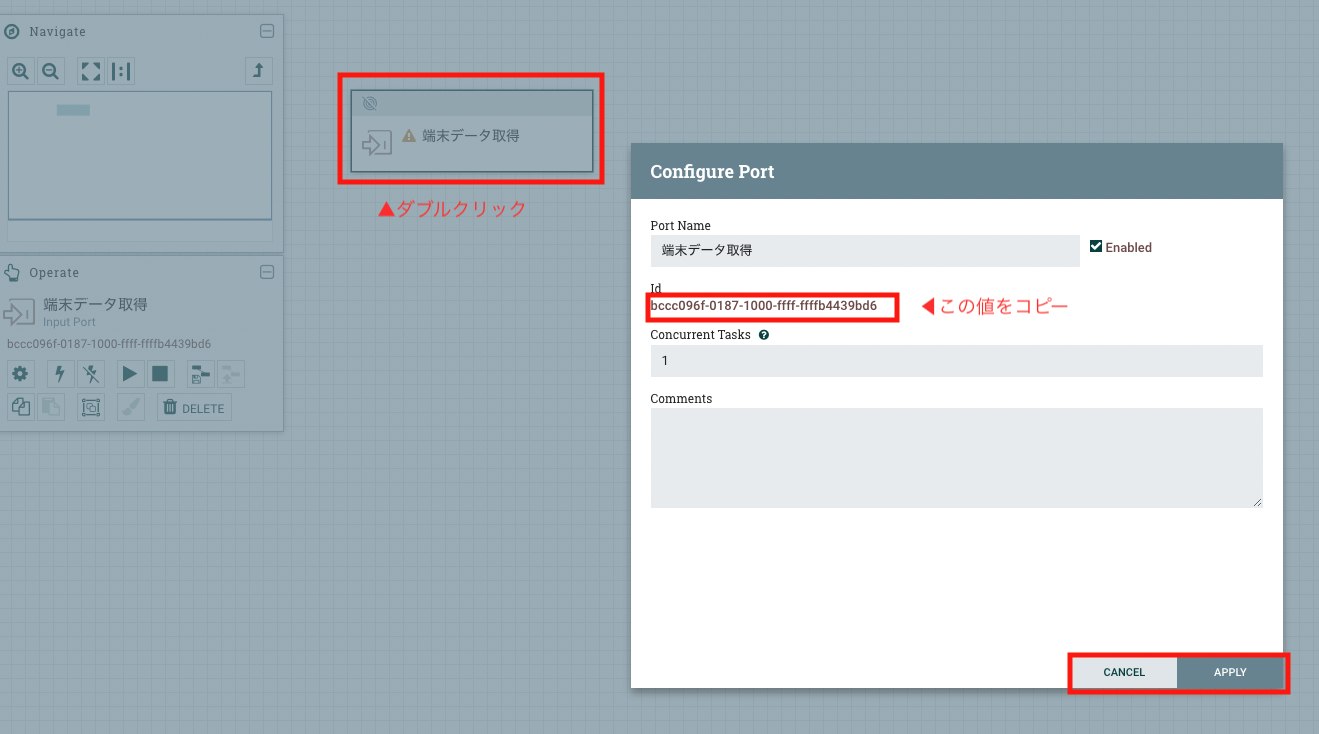 Navigate
端末データ取得
▲ダブルクリック
Operate
端末データ取得
Input Port
bccc096f-0187-1000-ffff-ffffb4439bd6
DELETE
Configure Port
Port Name
端末データ取得
Enabled
Id
bccc096f-0187-1000-ffff-ffffb4439bd6
◀この値をコピー
Concurrent Tasks
1
Comments
CANCEL
APPLY